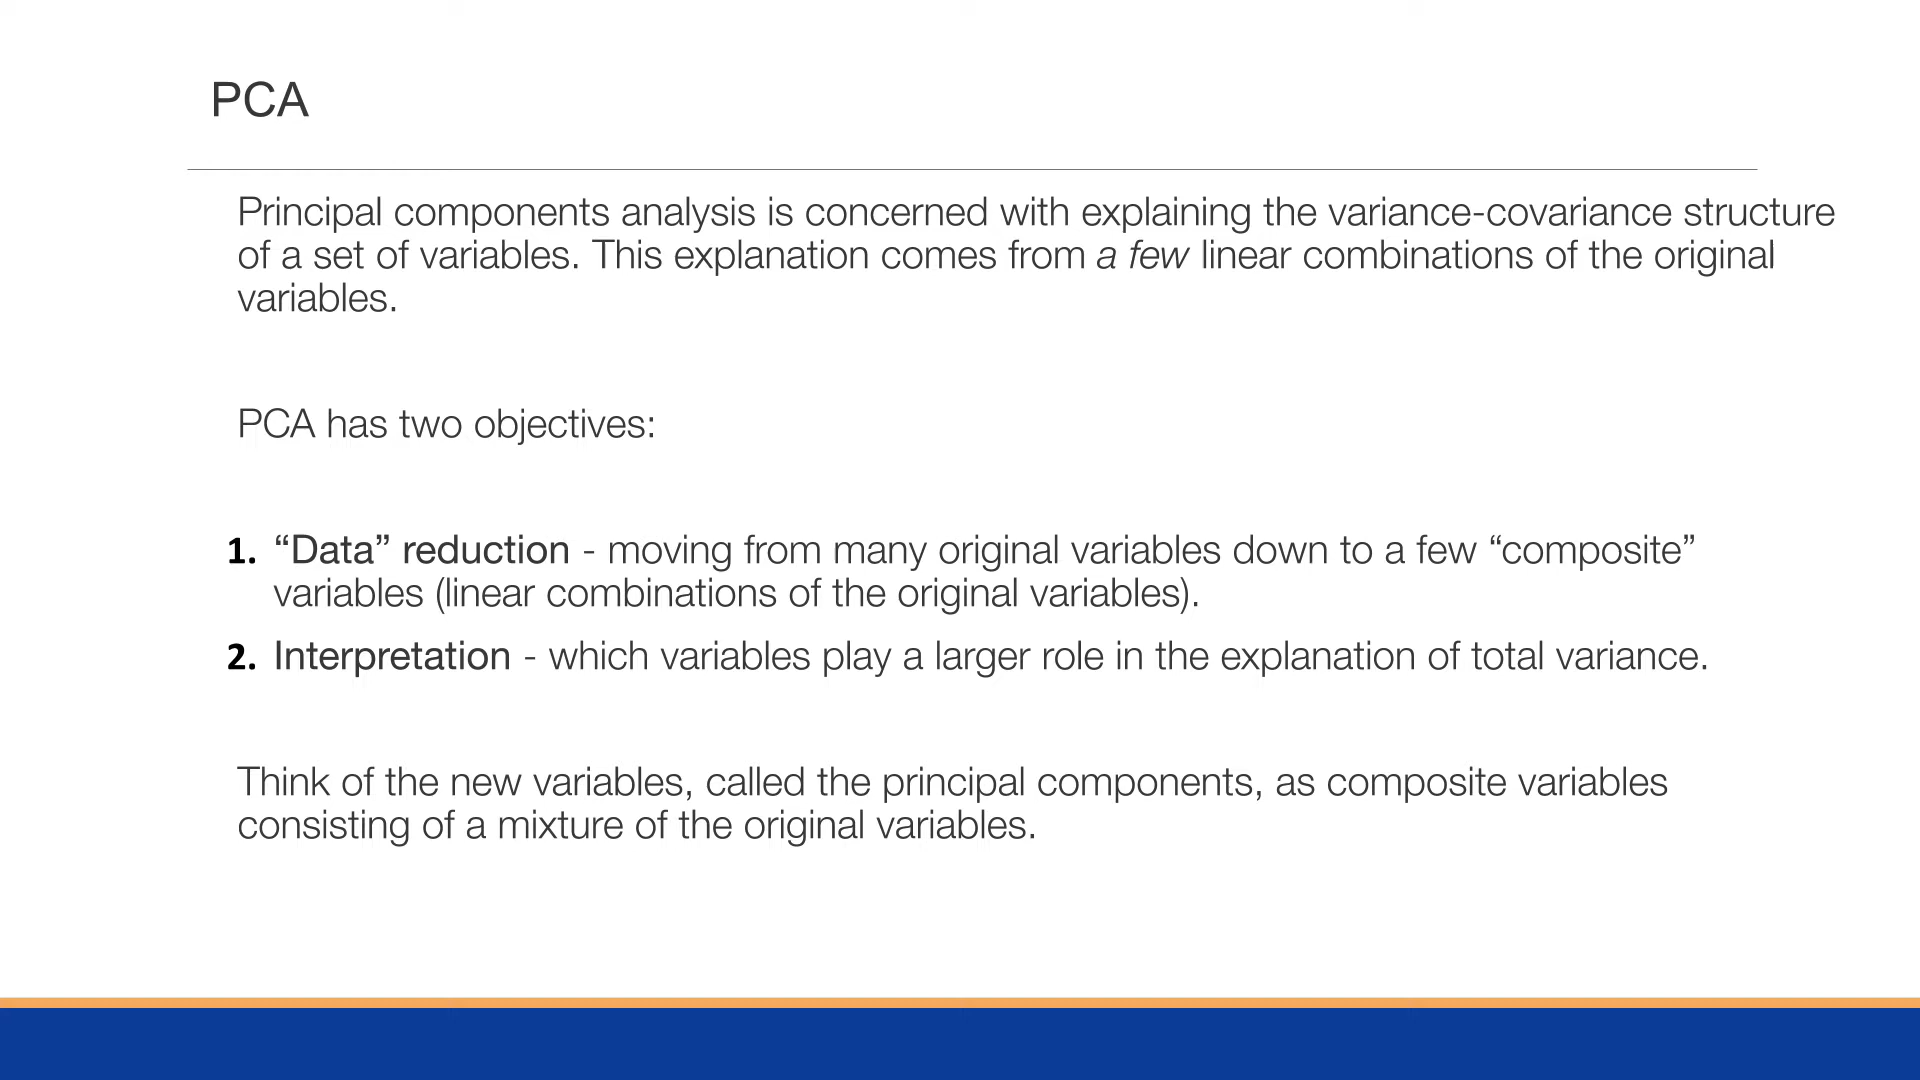 PCA
Principal components analysis is concerned with explaining the variance-covariance structure
of a set of variables. This explanation comes from a few linear combinations of the original
variables.
PCA has two objectives:
1. “Data” reduction - moving from many original variables down to a few “composite”
variables (linear combinations of the original variables).
2. Interpretation - which variables play a larger role in the explanation of total variance.
Think of the new variables, called the principal components, as composite variables
consisting of a mixture of the original variables.